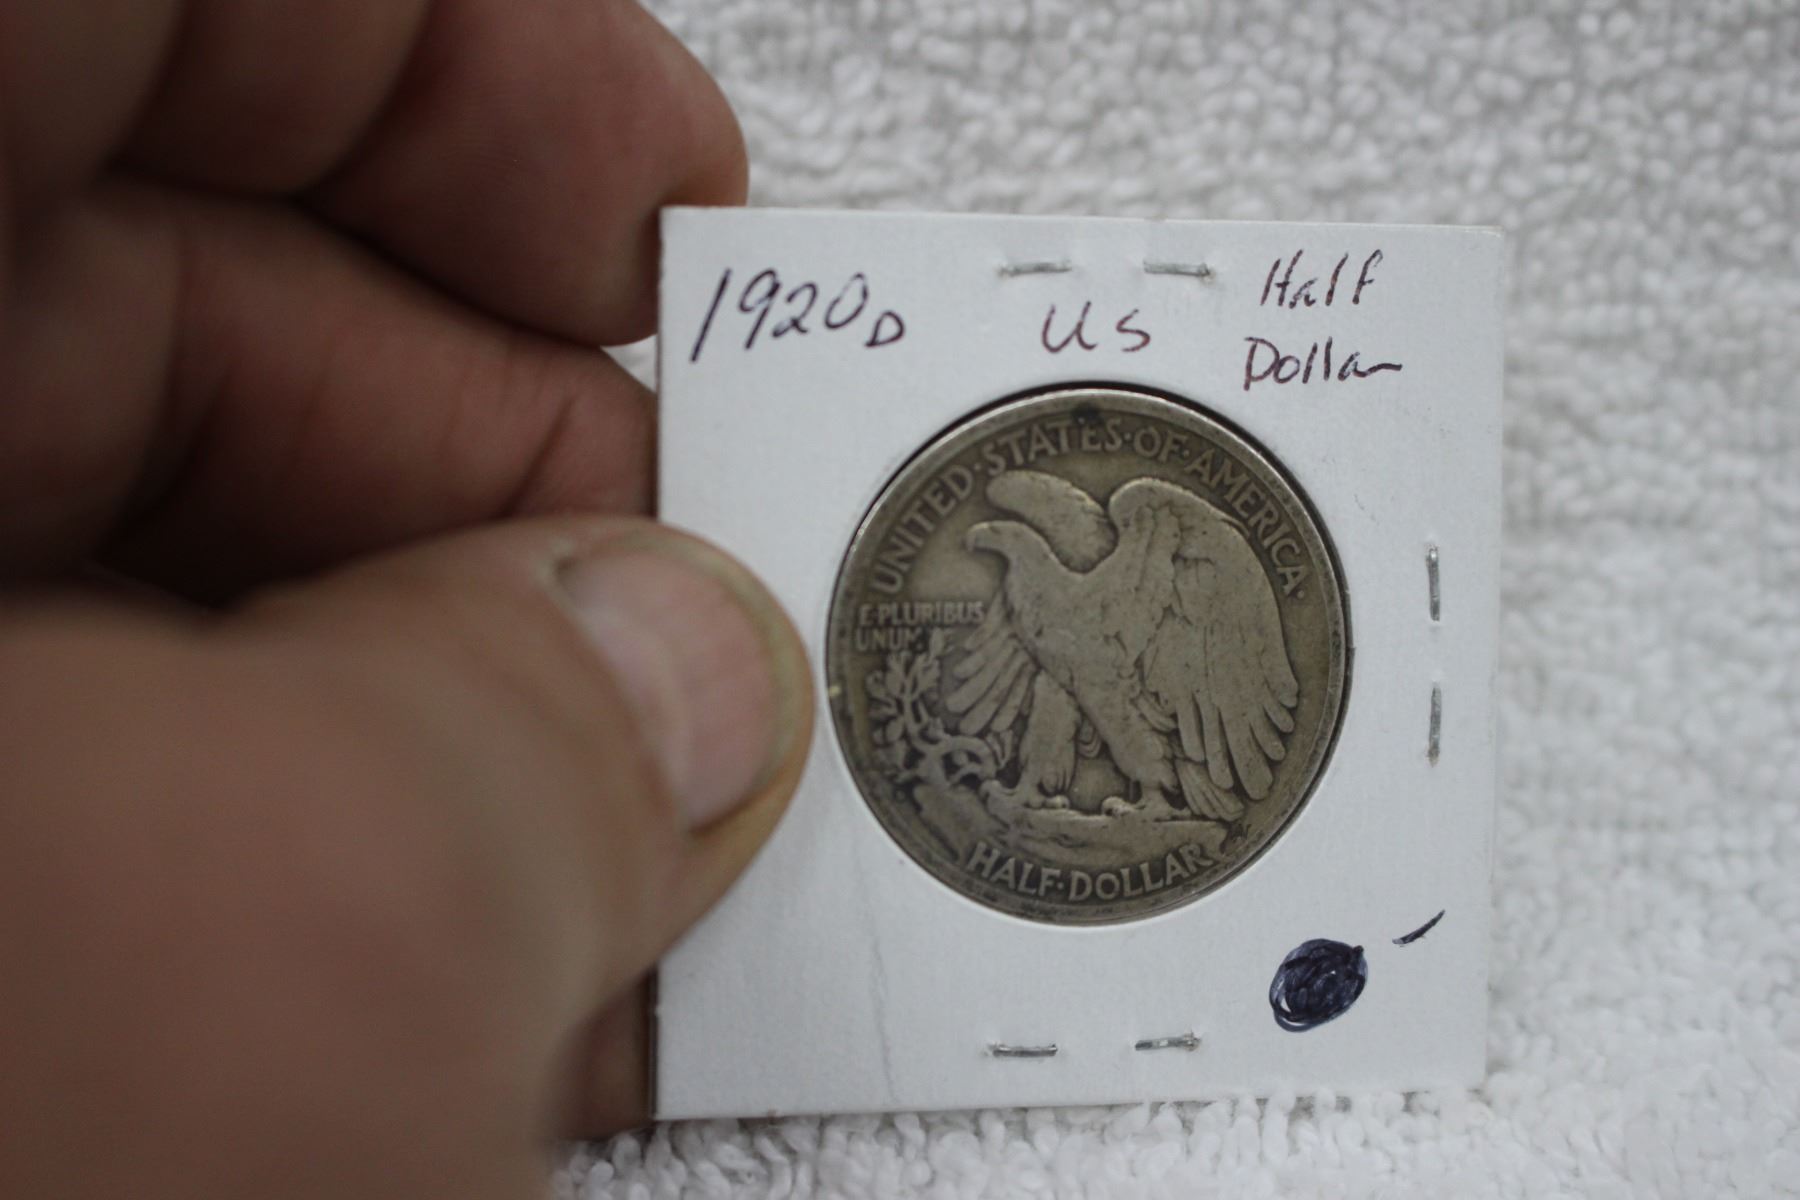 1920D US Half
Dollar
UNITED·STATES·OF·AMERICA·
E·PLURIBUS
UNUM
HALF·DOLLAR